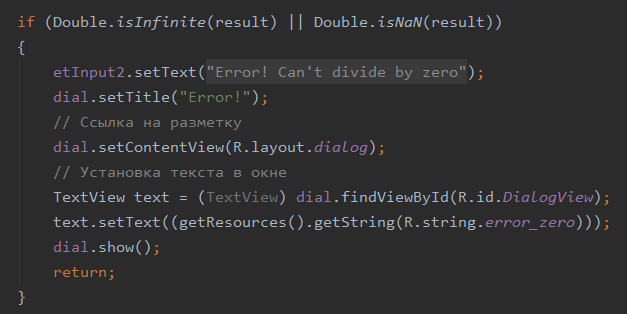 if (Double.isInfinite(result) || Double.isNaN(result))
{
etInput2.setText("Error! Can't divide by zero");
dial.setTitle("Error!");
// Ссылка на разметку
dial.setContentView(R.layout.dialog);
// Установка текста в окне
TextView text = (TextView) dial.findViewById(R.id.DialogView);
text.setText((getResources().getString(R.string.error_zero)));
dial.show();
return;
}